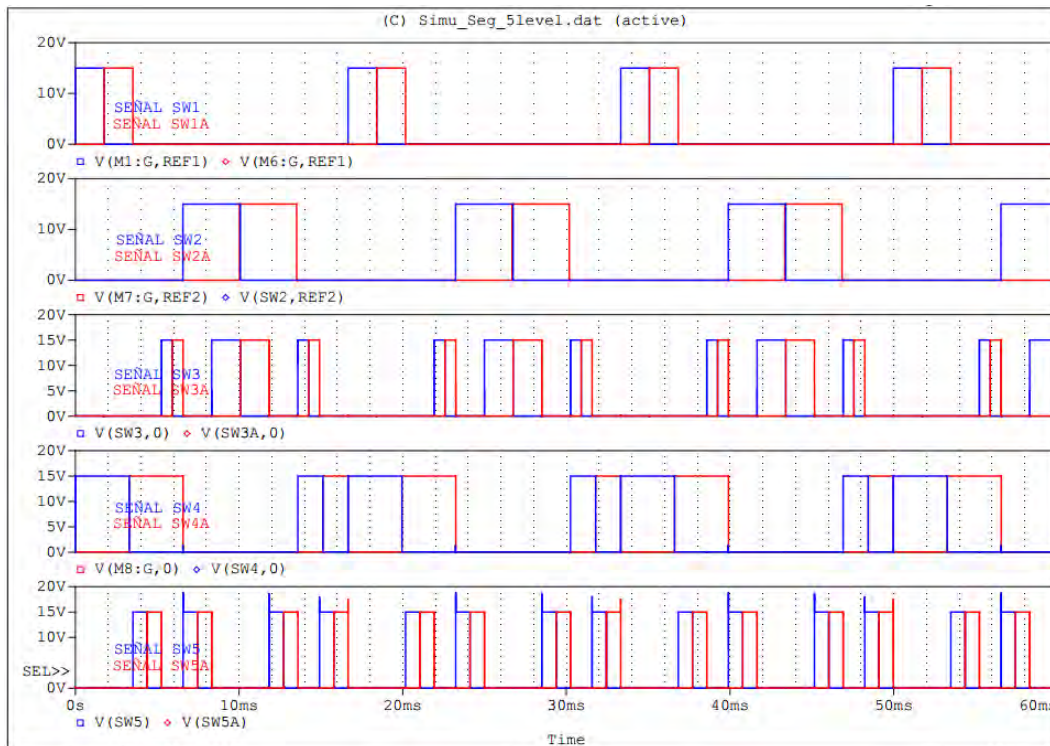 (C) Simu_Seg_5level.dat (active)
20V
10V
0V
SEÑAL SW1
SEÑAL SW1A
V(M1:G,REF1) V(M6:G,REF1)
20V
10V
0V
SEÑAL SW2
SEÑAL SW2A
V(M7:G,REF2) V(SW2,REF2)
20V
15V
10V
5V
0V
SEÑAL SW3
SEÑAL SW3A
V(SW3,0) V(SW3A,0)
20V
15V
10V
5V
0V
SEÑAL SW4
SEÑAL SW4A
V(M8:G,0) V(SW4,0)
20V
15V
10V
SEÑAL SW5
SEÑAL SW5A
SEL>>
0V
0s 10ms 20ms 30ms 40ms 50ms 60ms
V(SW5) V(SW5A)
Time